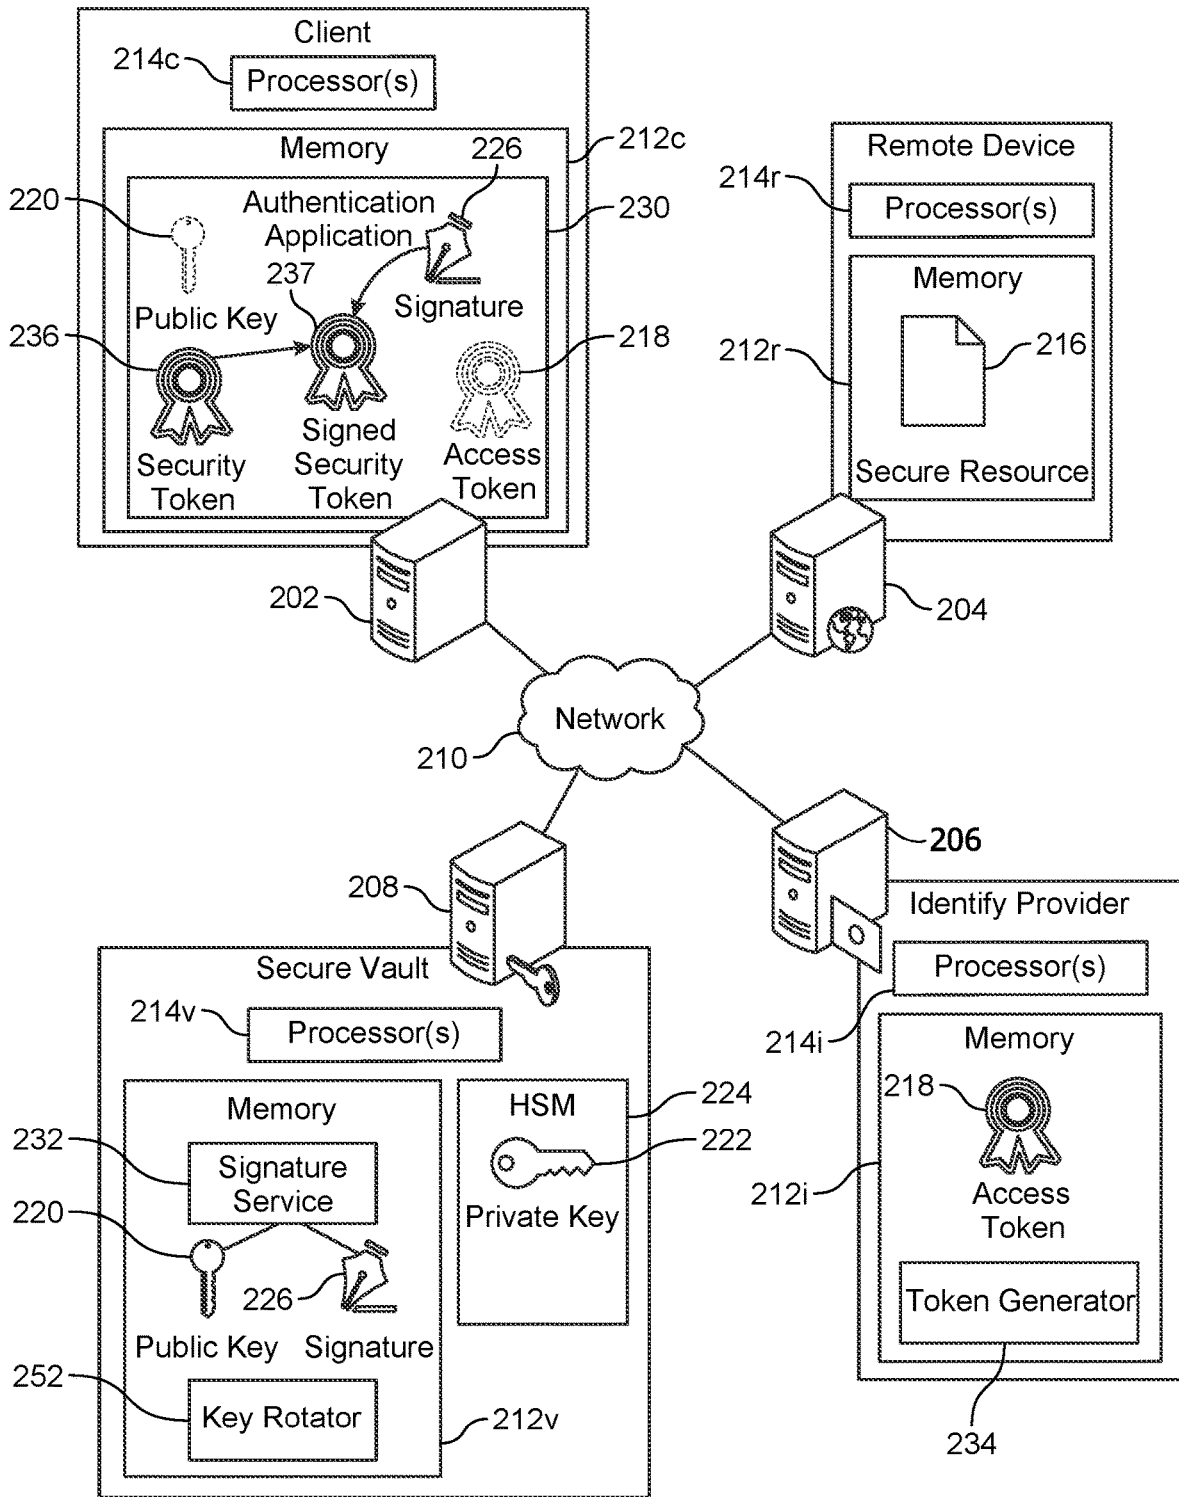 Client
214c
Processor(s)
Memory
212c
226
220
Authentication
Application
230
237
Public Key
Signature
236
218
Security
Token
Signed
Security
Token
Access
Token
202
Remote Device
214r
Processor(s)
Memory
212r
216
Secure Resource
204
Network
210
208
206
Secure Vault
214v
Processor(s)
Memory
232
Signature
Service
220
226
Public Key
Signature
252
Key Rotator
212v
HSM
224
222
Private Key
Identify Provider
Processor(s)
214i
Memory
218
212i
Access
Token
Token Generator
234